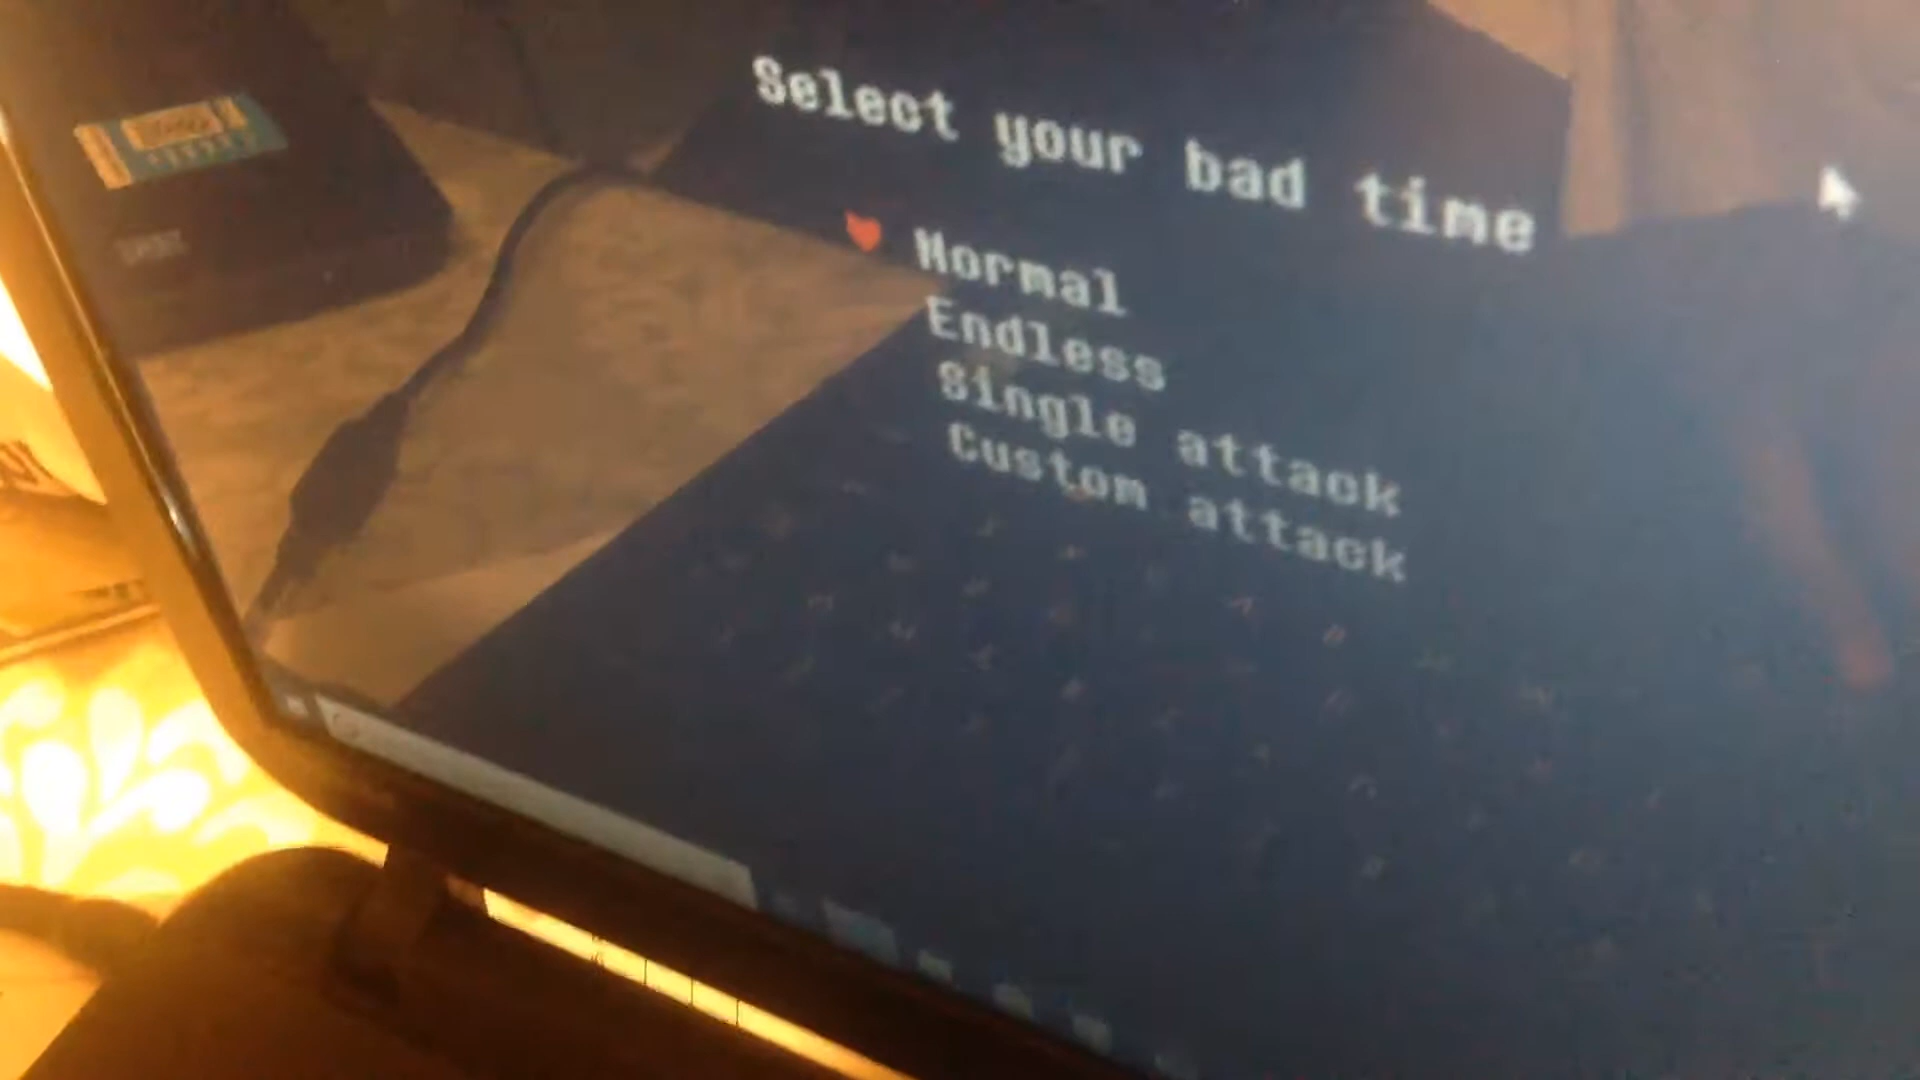 Select your bad time
Normal
Endless
Single attack
Custom attack